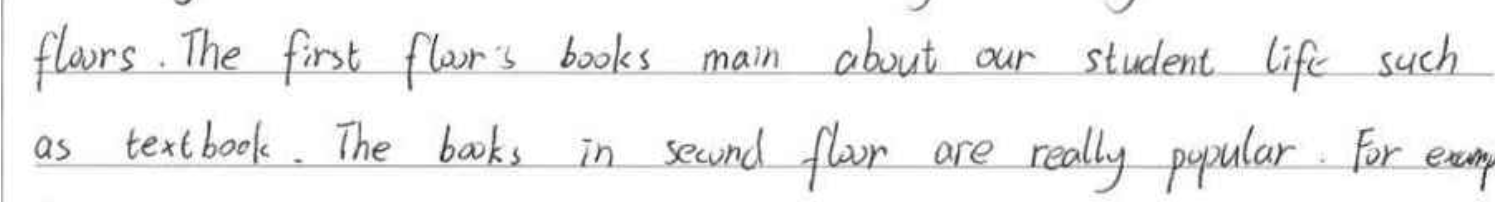 floors. The first floor's books main about our student life such
as textbook. The books in second floor are really popular. For examp